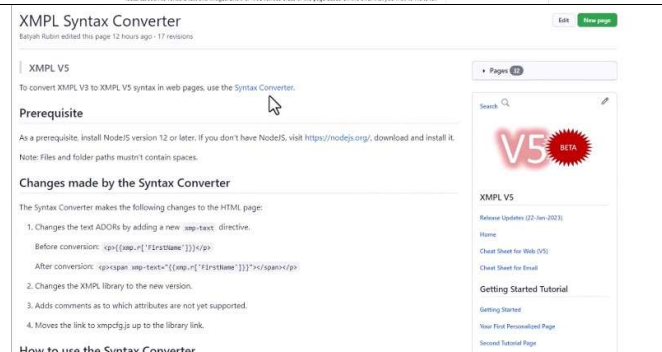 XMPL Syntax Converter
Edit
New page
Batyah Rubin edited this page 12 hours ago · 17 revisions
XMPL V5
To convert XMPL V3 to XMPL V5 syntax in web pages, use the Syntax Converter.
Prerequisite
As a prerequisite, install NodeJS version 12 or later. If you don't have NodeJS, visit https://nodejs.org/, download and install it.
Note: Files and folder paths mustn't contain spaces.
Changes made by the Syntax Converter
The Syntax Converter makes the following changes to the HTML page:
1. Changes the text ADORs by adding a new xmp-text directive.
Before conversion: <p>{{xmp.r['FirstName']}}</p>
After conversion: <p><span xmp-text="{{xmp.r['FirstName']}}"></span></p>
2. Changes the XMPL library to the new version.
3. Adds comments as to which attributes are not yet supported.
4. Moves the link to xmpcfg.js up to the library link.
How to use the Syntax Converter
Pages 32
Search
V5
BETA
XMPL V5
Release Updates (22-Jan-2023)
Home
Cheat Sheet for Web (V5)
Cheat Sheet for Email
Getting Started Tutorial
Getting Started
Your First Personalized Page
Second Tutorial Page